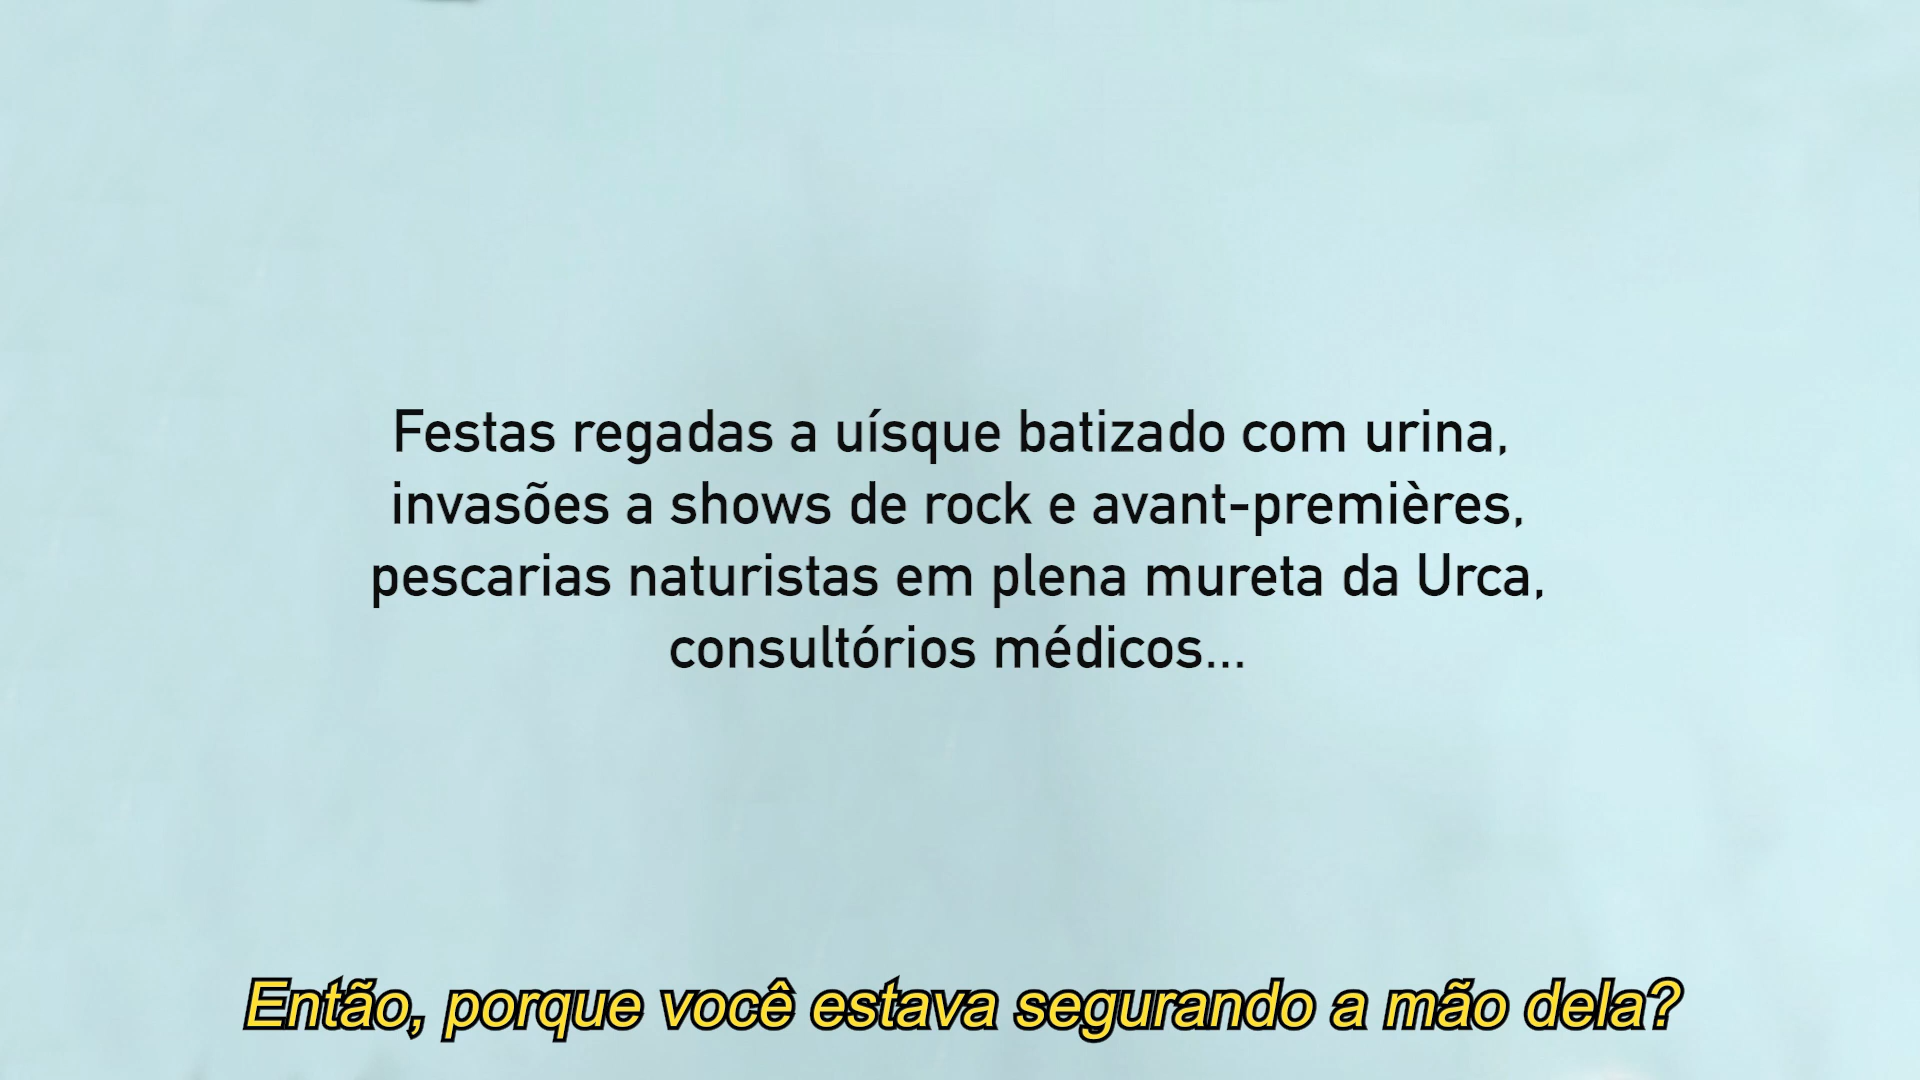 Festas regadas a uísque batizado com urina,
invasões a shows de rock e avant-premières,
pescarias naturistas em plena mureta da Urca,
consultórios médicos...
Então, porque você estava segurando a mão dela?